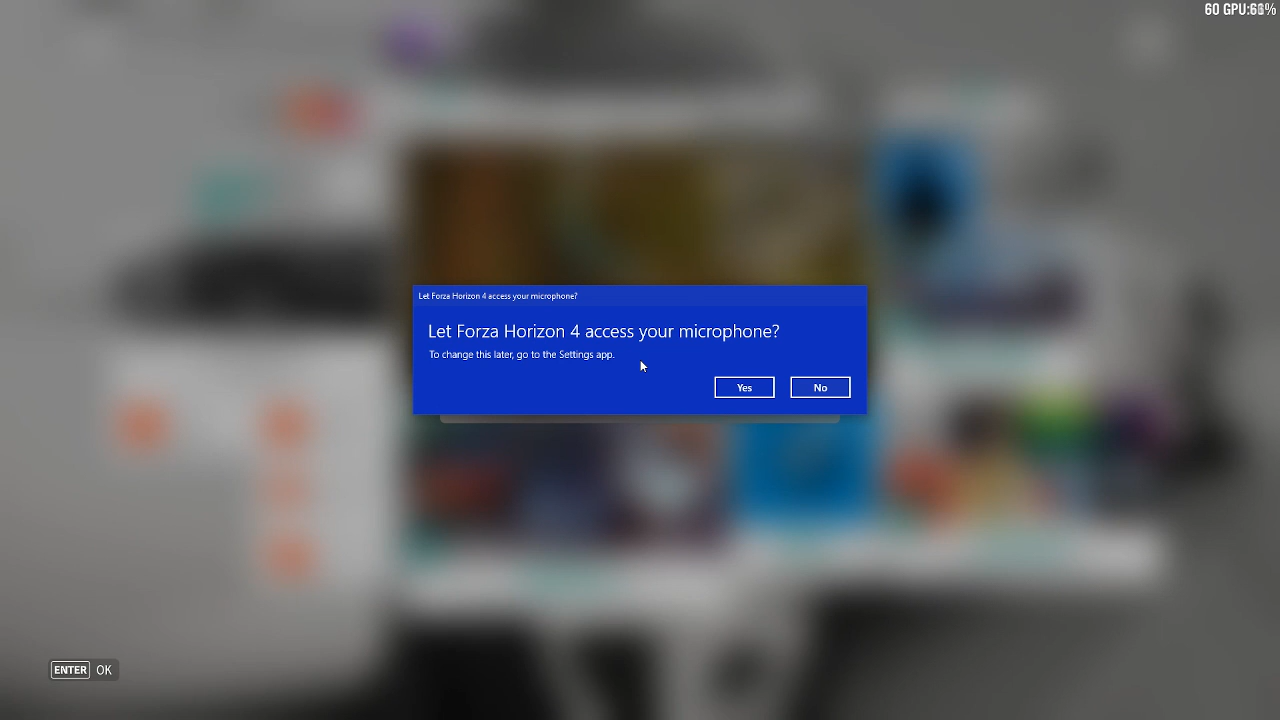 60 GPU:
Let Forza Horizon 4 access your microphone?
Let Forza Horizon 4 access your microphone?
To change this later, go to the Settings app.
Yes No
ENTER OK